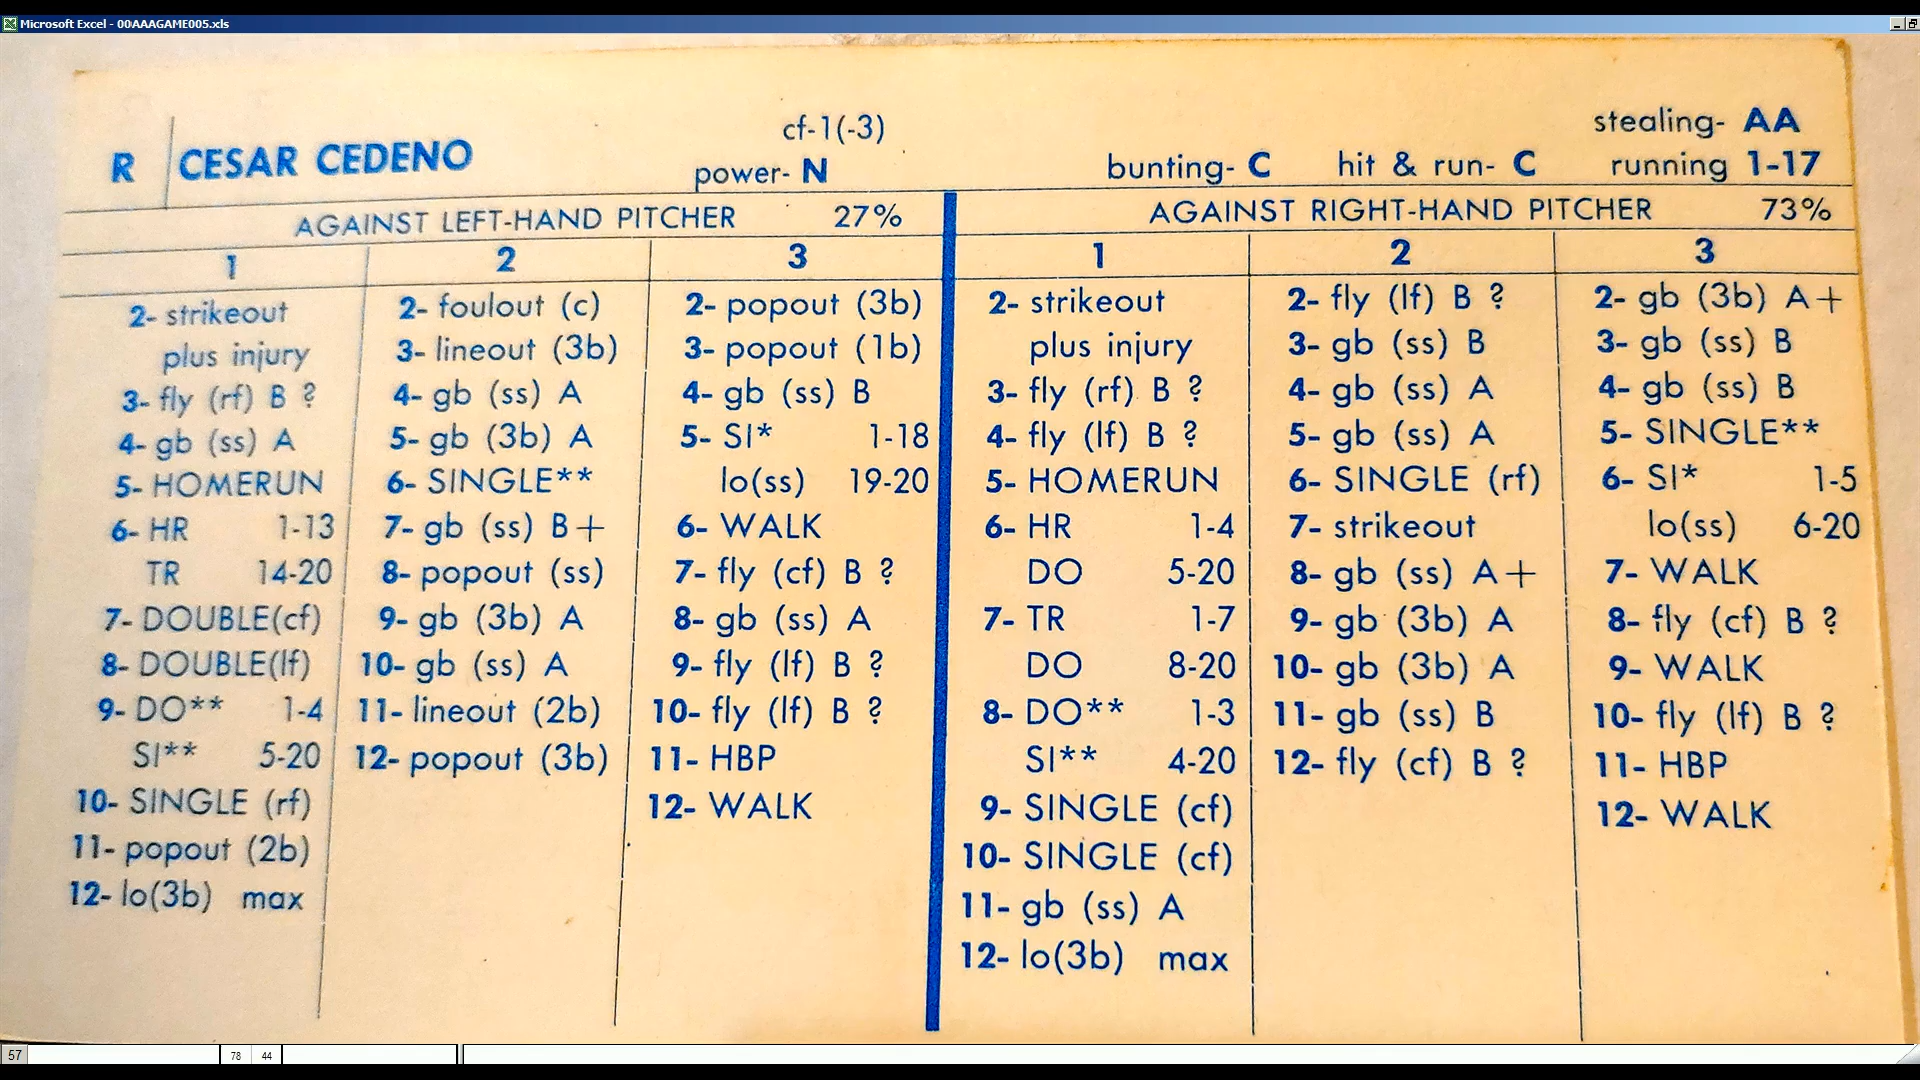 Microsoft Excel - 00AAAGAME005.xls
R CESAR CEDENO
cf-1(-3)
power- N
bunting- C hit & run- C
stealing- AA
running 1-17
AGAINST LEFT-HAND PITCHER 27%
1
2- strikeout
plus injury
3- fly (rf) B ?
4- gb (ss) A
5- HOMERUN
6- HR 1-13
TR 14-20
7- DOUBLE(cf)
8- DOUBLE(lf)
9- DO** 1-4
SI** 5-20
10- SINGLE (rf)
11- popout (2b)
12- lo(3b) max
2
2- foulout (c)
3- lineout (3b)
4- gb (ss) A
5- gb (3b) A
6- SINGLE**
7- gb (ss) B+
8- popout (ss)
9- gb (3b) A
10- gb (ss) A
11- lineout (2b)
12- popout (3b)
3
2- popout (3b)
3- popout (1b)
4- gb (ss) B
5- SI* 1-18
lo(ss) 19-20
6- WALK
7- fly (cf) B ?
8- gb (ss) A
9- fly (lf) B ?
10- fly (lf) B ?
11- HBP
12- WALK
AGAINST RIGHT-HAND PITCHER 73%
1
2- strikeout
plus injury
3- fly (rf) B ?
4- fly (lf) B ?
5- HOMERUN
6- HR 1-4
DO 5-20
7- TR 1-7
DO 8-20
8- DO** 1-3
SI** 4-20
9- SINGLE (cf)
10- SINGLE (cf)
11- gb (ss) A
12- lo(3b) max
2
2- fly (lf) B ?
3- gb (ss) B
4- gb (ss) A
5- gb (ss) A
6- SINGLE (rf)
7- strikeout
8- gb (ss) A+
9- gb (3b) A
10- gb (3b) A
11- gb (ss) B
12- fly (cf) B ?
3
2- gb (3b) A+
3- gb (ss) B
4- gb (ss) B
5- SINGLE**
6- SI* 1-5
lo(ss) 6-20
7- WALK
8- fly (cf) B ?
9- WALK
10- fly (lf) B ?
11- HBP
12- WALK
57 78 44